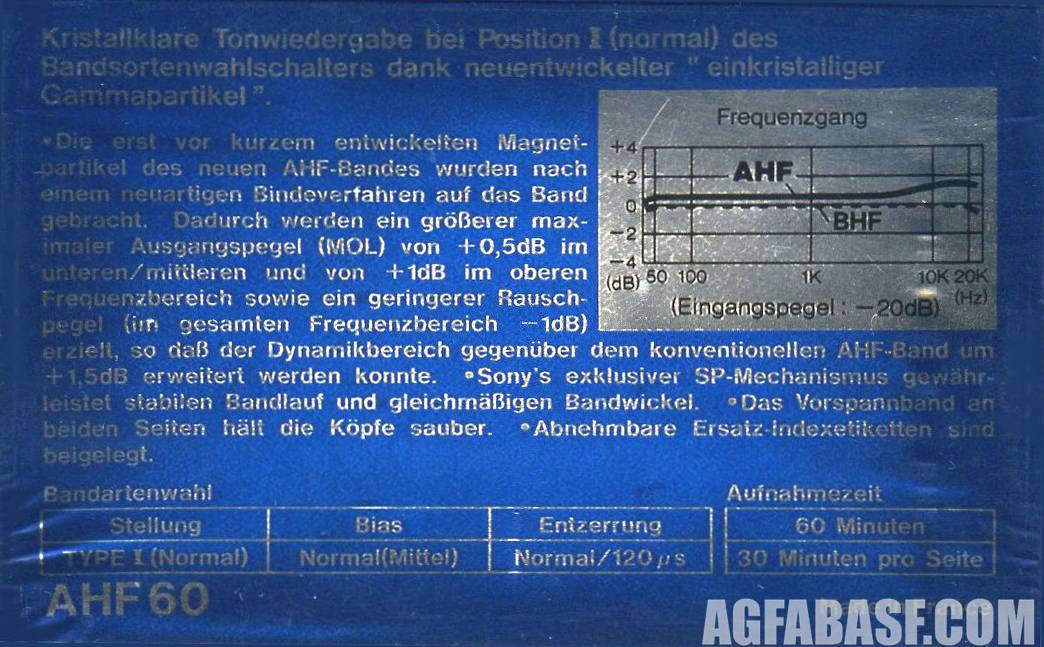 Kristallklare Tonwiedergabe bei Position I (normal) des
Bandsortenwahlschalters dank neuentwickelter " einkristalliger
Gammapartikel ".
•Die erst vor kurzem entwickelten Magnet-
partikel des neuen AHF-Bandes wurden nach
einem neuartigen Bindeverfahren auf das Band
gebracht. Dadurch werden ein größerer max-
imaler Ausgangspegel (MOL) von +0,5dB im
unteren/mittleren und von +1dB im oberen
Frequenzbereich sowie ein geringerer Rausch-
pegel (im gesamten Frequenzbereich −1dB)
erzielt, so daß der Dynamikbereich gegenüber dem konventionellen AHF-Band um
+1,5dB erweitert werden konnte. •Sony's exklusiver SP-Mechanismus gewähr-
leistet stabilen Bandlauf und gleichmäßigen Bandwickel. •Das Vorspannband an
beiden Seiten hält die Köpfe sauber. •Abnehmbare Ersatz-Indexetiketten sind
beigelegt.
Frequenzgang
+4
+2
0
−2
−4
(dB)
AHF
BHF
50 100 1K 10K 20K
(Hz)
(Eingangspegel : −20dB)
Bandartenwahl
Stellung Bias Entzerrung
TYPE I (Normal) Normal(Mittel) Normal/120μs
Aufnahmezeit
60 Minuten
30 Minuten pro Seite
AHF 60
Made in France
AGFABASF.COM